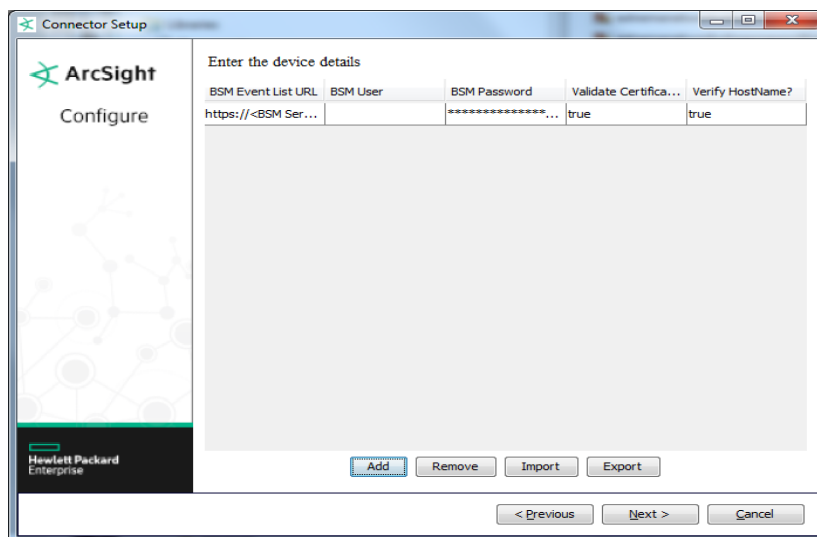 Connector Setup
ArcSight
Configure
Enter the device details
BSM Event List URL BSM User BSM Password Validate Certifica... Verify HostName?
https://<BSM Ser... **************... true true
Add Remove Import Export
Hewlett Packard
Enterprise
< Previous Next > Cancel